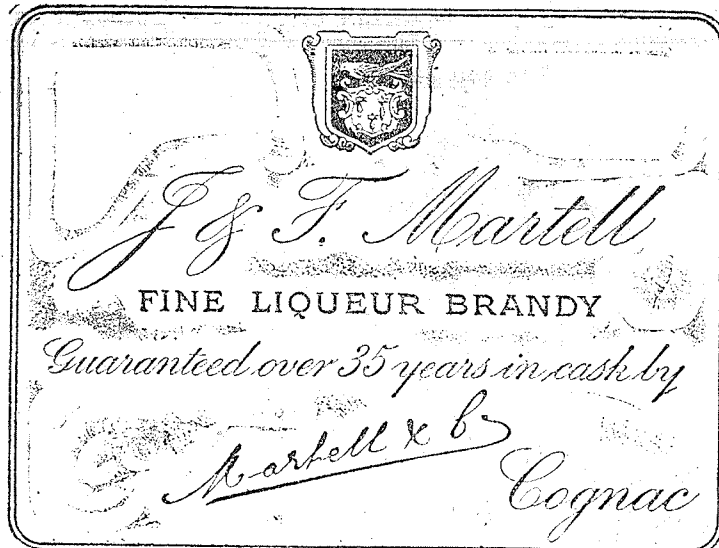 J & F. Martell
FINE LIQUEUR BRANDY
Guaranteed over 35 years in cask by
Martell & Co
Cognac